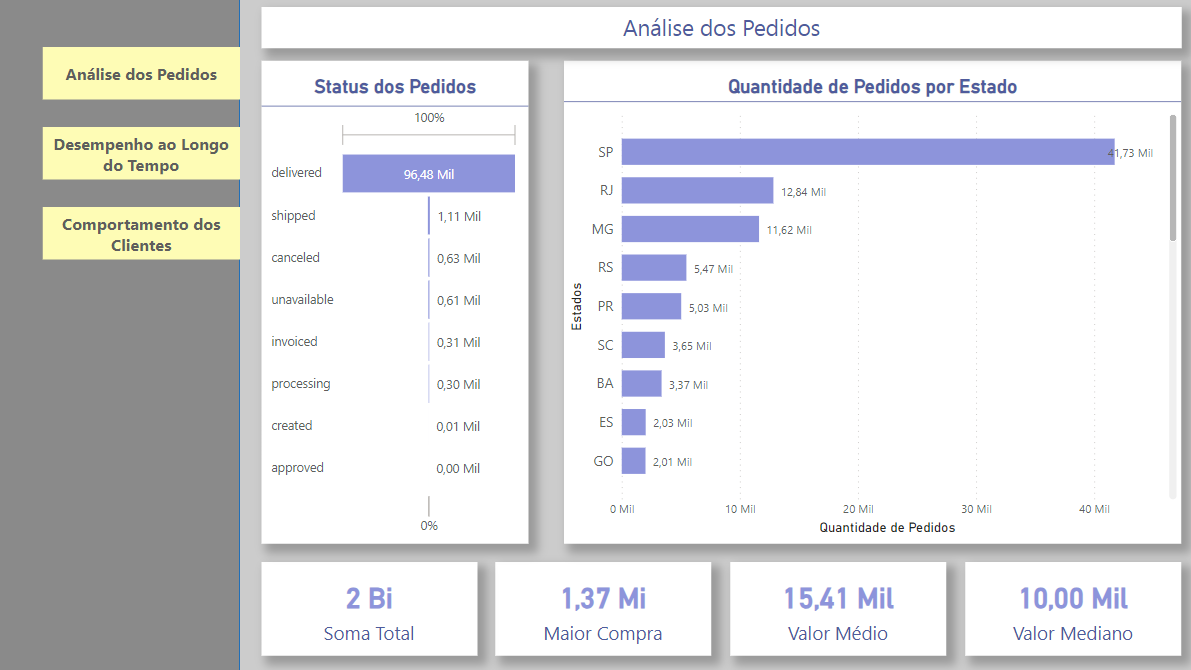 Análise dos Pedidos
Análise dos Pedidos
Desempenho ao Longo
do Tempo
Comportamento dos
Clientes
Status dos Pedidos
100%
delivered 96,48 Mil
shipped 1,11 Mil
canceled 0,63 Mil
unavailable 0,61 Mil
invoiced 0,31 Mil
processing 0,30 Mil
created 0,01 Mil
approved 0,00 Mil
0%
Quantidade de Pedidos por Estado
Estados
SP 41,73 Mil
RJ 12,84 Mil
MG 11,62 Mil
RS 5,47 Mil
PR 5,03 Mil
SC 3,65 Mil
BA 3,37 Mil
ES 2,03 Mil
GO 2,01 Mil
0 Mil 10 Mil 20 Mil 30 Mil 40 Mil
Quantidade de Pedidos
2 Bi
Soma Total
1,37 Mi
Maior Compra
15,41 Mil
Valor Médio
10,00 Mil
Valor Mediano